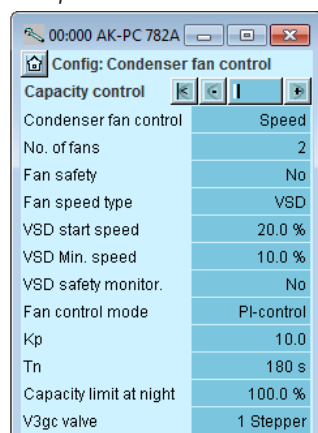 00:000 AK-PC 782A
Config: Condenser fan control
Capacity control
Condenser fan control Speed
No. of fans 2
Fan safety No
Fan speed type VSD
VSD start speed 20.0 %
VSD Min. speed 10.0 %
VSD safety monitor. No
Fan control mode PI-control
Kp 10.0
Tn 180 s
Capacity limit at night 100.0 %
V3gc valve 1 Stepper